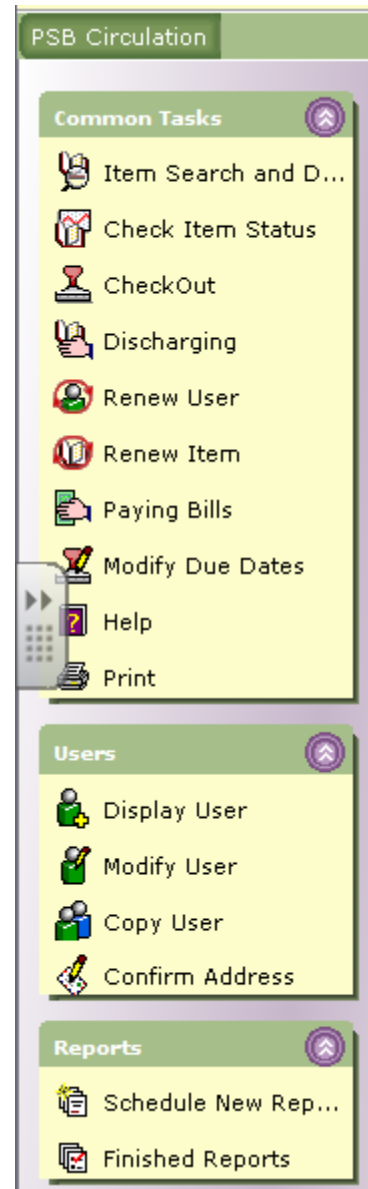 PSB Circulation
Common Tasks
Item Search and D...
Check Item Status
CheckOut
Discharging
Renew User
Renew Item
Paying Bills
Modify Due Dates
Help
Print
Users
Display User
Modify User
Copy User
Confirm Address
Reports
Schedule New Rep...
Finished Reports